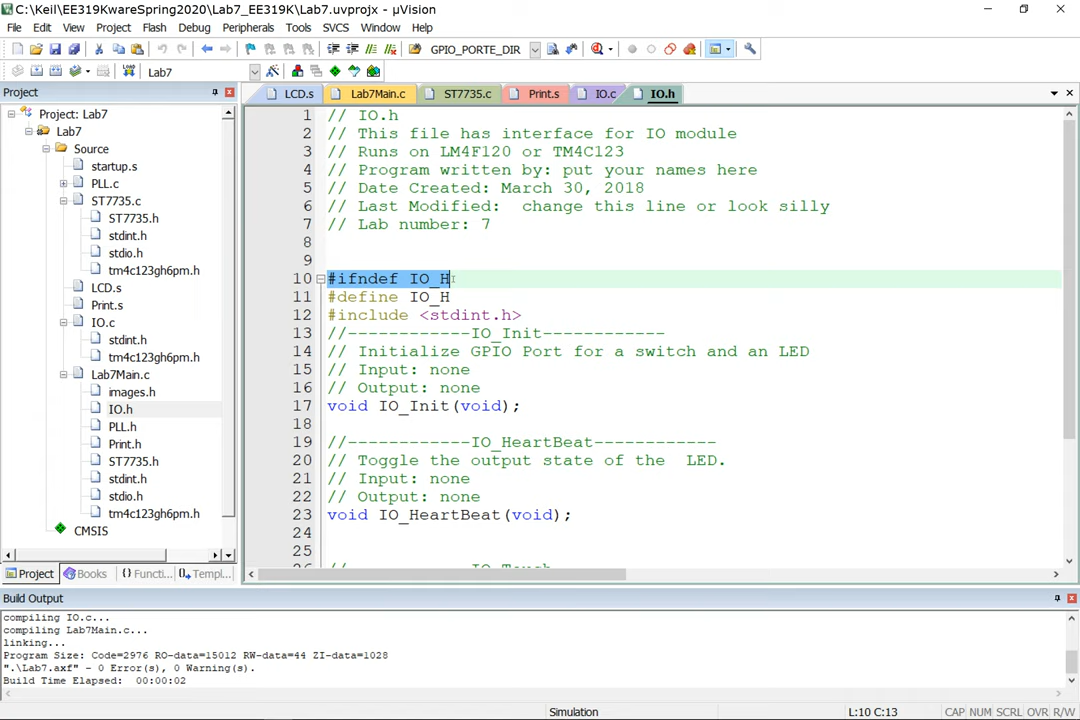 C:\Keil\EE319KwareSpring2020\Lab7_EE319K\Lab7.uvprojx - µVision
File Edit View Project Flash Debug Peripherals Tools SVCS Window Help
GPIO_PORTE_DIR
Lab7
Project
Project: Lab7
Lab7
Source
startup.s
PLL.c
ST7735.c
ST7735.h
stdint.h
stdio.h
tm4c123gh6pm.h
LCD.s
Print.s
IO.c
stdint.h
tm4c123gh6pm.h
Lab7Main.c
images.h
IO.h
PLL.h
Print.h
ST7735.h
stdint.h
stdio.h
tm4c123gh6pm.h
CMSIS
Project Books {} Functi... Templ...
LCD.s Lab7Main.c ST7735.c Print.s IO.c IO.h
1 // IO.h
2 // This file has interface for IO module
3 // Runs on LM4F120 or TM4C123
4 // Program written by: put your names here
5 // Date Created: March 30, 2018
6 // Last Modified:  change this line or look silly
7 // Lab number: 7
8
9
10 #ifndef IO_H
11 #define IO_H
12 #include <stdint.h>
13 //------------IO_Init------------
14 // Initialize GPIO Port for a switch and an LED
15 // Input: none
16 // Output: none
17 void IO_Init(void);
18
19 //------------IO_HeartBeat------------
20 // Toggle the output state of the  LED.
21 // Input: none
22 // Output: none
23 void IO_HeartBeat(void);
24
25
26 //------------IO_Touch
Build Output
compiling IO.c...
compiling Lab7Main.c...
linking...
Program Size: Code=2976 RO-data=15012 RW-data=44 ZI-data=1028
".\Lab7.axf" - 0 Error(s), 0 Warning(s).
Build Time Elapsed:  00:00:02
Simulation L:10 C:13 CAP NUM SCRL OVR R/W